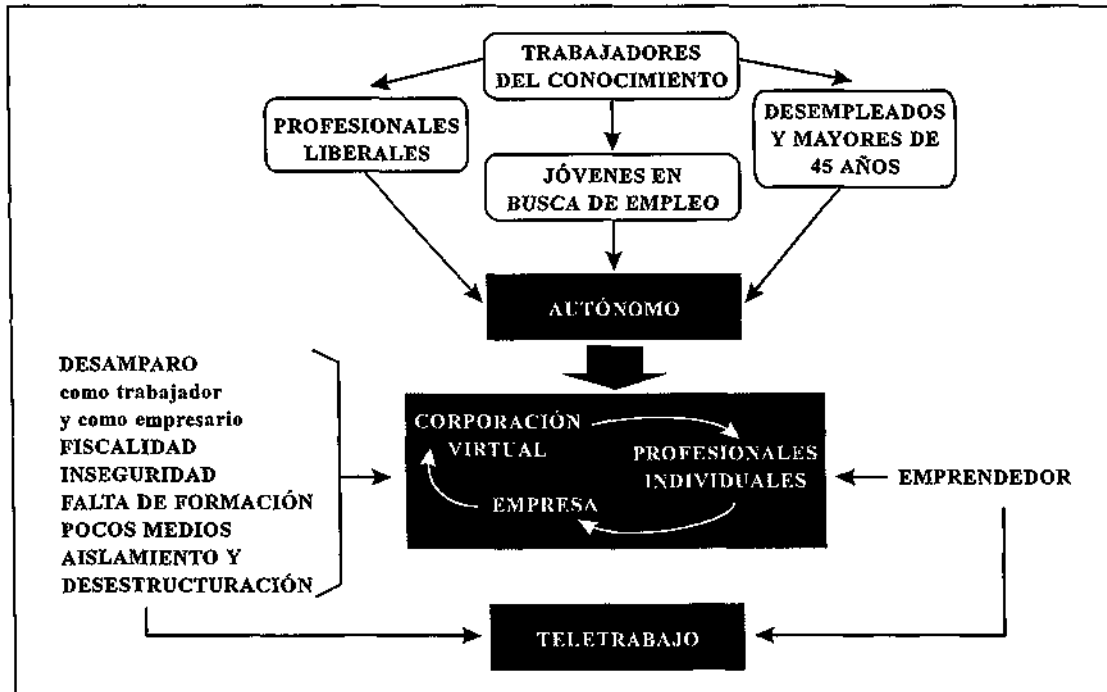 TRABAJADORES
DEL CONOCIMIENTO
PROFESIONALES
LIBERALES
JÓVENES EN
BUSCA DE EMPLEO
DESEMPLEADOS
Y MAYORES DE
45 AÑOS
AUTÓNOMO
DESAMPARO
como trabajador
y como empresario
FISCALIDAD
INSEGURIDAD
FALTA DE FORMACIÓN
POCOS MEDIOS
AISLAMIENTO Y
DESESTRUCTURACIÓN
CORPORACIÓN
VIRTUAL
PROFESIONALES
INDIVIDUALES
EMPRESA
EMPRENDEDOR
TELETRABAJO